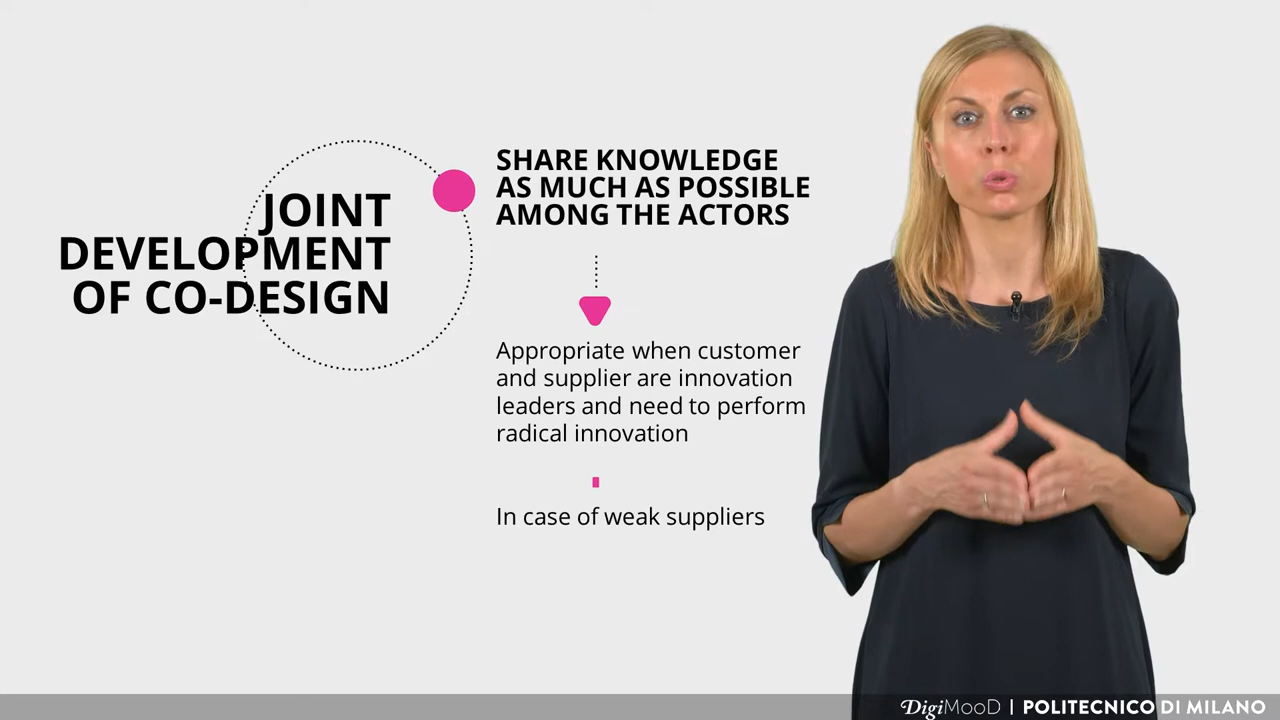 JOINT
DEVELOPMENT
OF CO-DESIGN
SHARE KNOWLEDGE
AS MUCH AS POSSIBLE
AMONG THE ACTORS
Appropriate when customer
and supplier are innovation
leaders and need to perform
radical innovation
In case of weak suppliers
DigiMooD | POLITECNICO DI MILANO